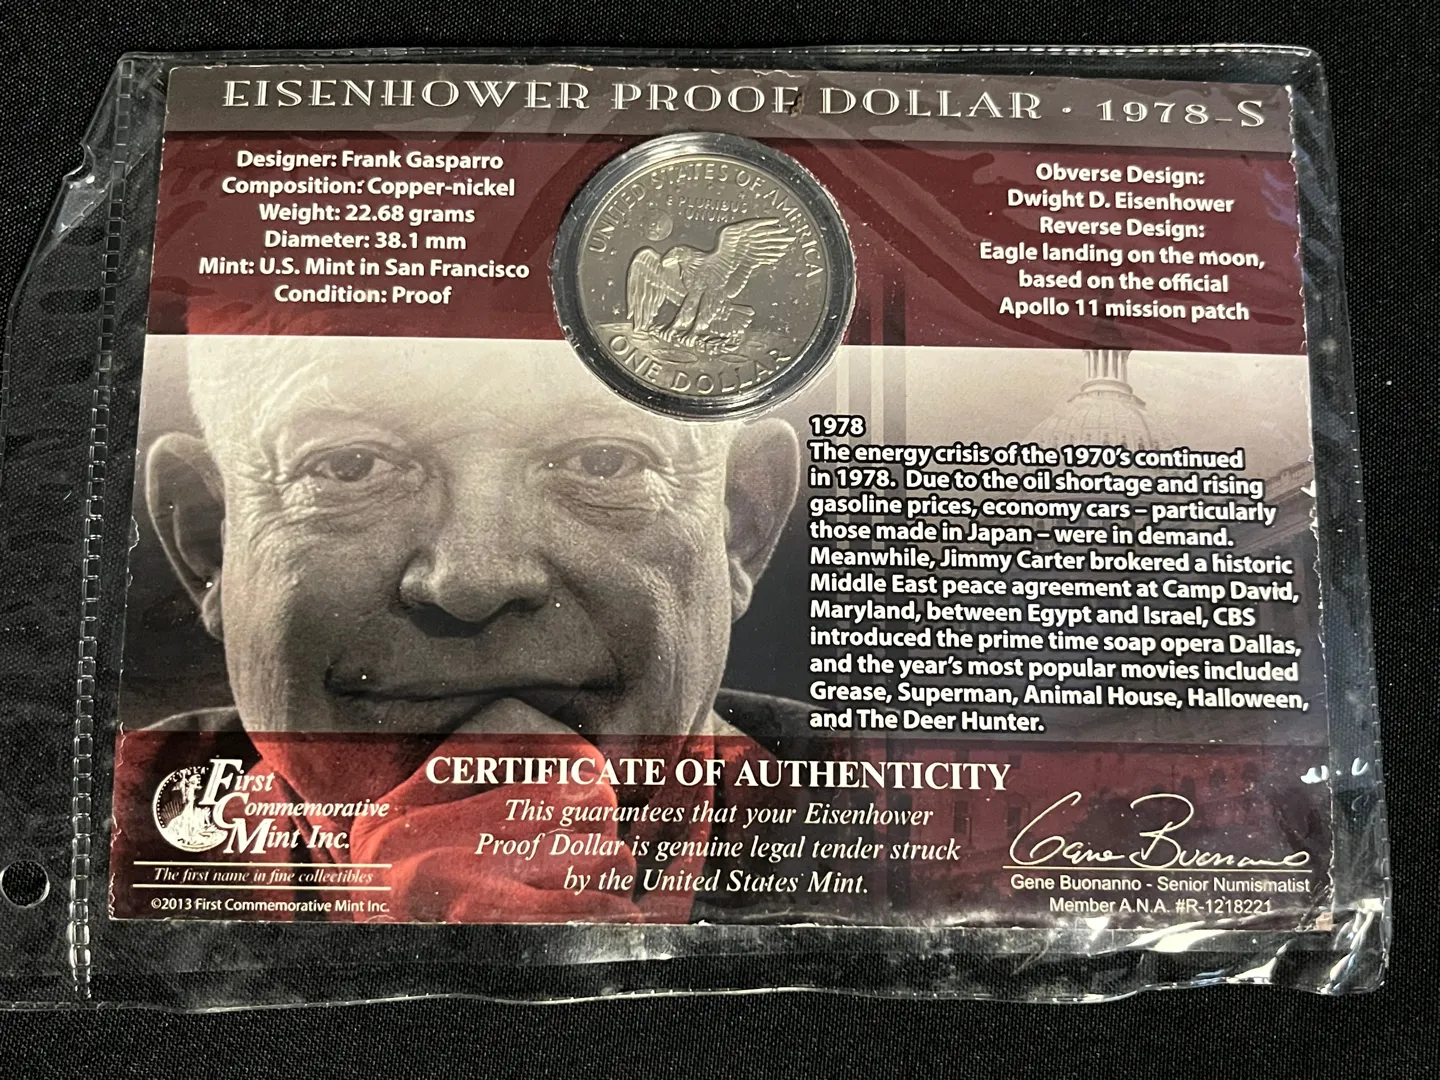 EISENHOWER PROOF DOLLAR · 1978-S
Designer: Frank Gasparro
Composition: Copper-nickel
Weight: 22.68 grams
Diameter: 38.1 mm
Mint: U.S. Mint in San Francisco
Condition: Proof
UNITED STATES OF AMERICA
E PLURIBUS
UNUM
ONE DOLLAR
Obverse Design:
Dwight D. Eisenhower
Reverse Design:
Eagle landing on the moon,
based on the official
Apollo 11 mission patch
1978
The energy crisis of the 1970's continued
in 1978. Due to the oil shortage and rising
gasoline prices, economy cars – particularly
those made in Japan – were in demand.
Meanwhile, Jimmy Carter brokered a historic
Middle East peace agreement at Camp David,
Maryland, between Egypt and Israel, CBS
introduced the prime time soap opera Dallas,
and the year's most popular movies included
Grease, Superman, Animal House, Halloween,
and The Deer Hunter.
First
Commemorative
Mint Inc.
The first name in fine collectibles
©2013 First Commemorative Mint Inc.
CERTIFICATE OF AUTHENTICITY
This guarantees that your Eisenhower
Proof Dollar is genuine legal tender struck
by the United States Mint.
Gene Buonanno
Gene Buonanno - Senior Numismatist
Member A.N.A. #R-1218221